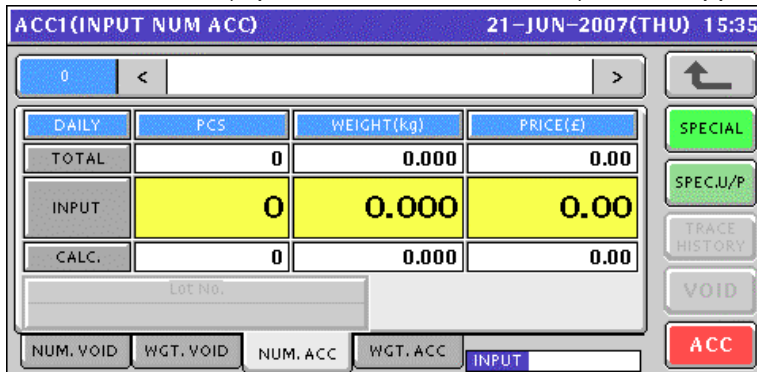 ACC1(INPUT NUM ACC) 21-JUN-2007(THU) 15:35
0 < >
DAILY PCS WEIGHT(kg) PRICE(£) SPECIAL
TOTAL 0 0.000 0.00
SPEC.U/P
INPUT 0 0.000 0.00
TRACE
HISTORY
CALC. 0 0.000 0.00
Lot No. VOID
NUM. VOID WGT. VOID NUM. ACC WGT. ACC INPUT ACC